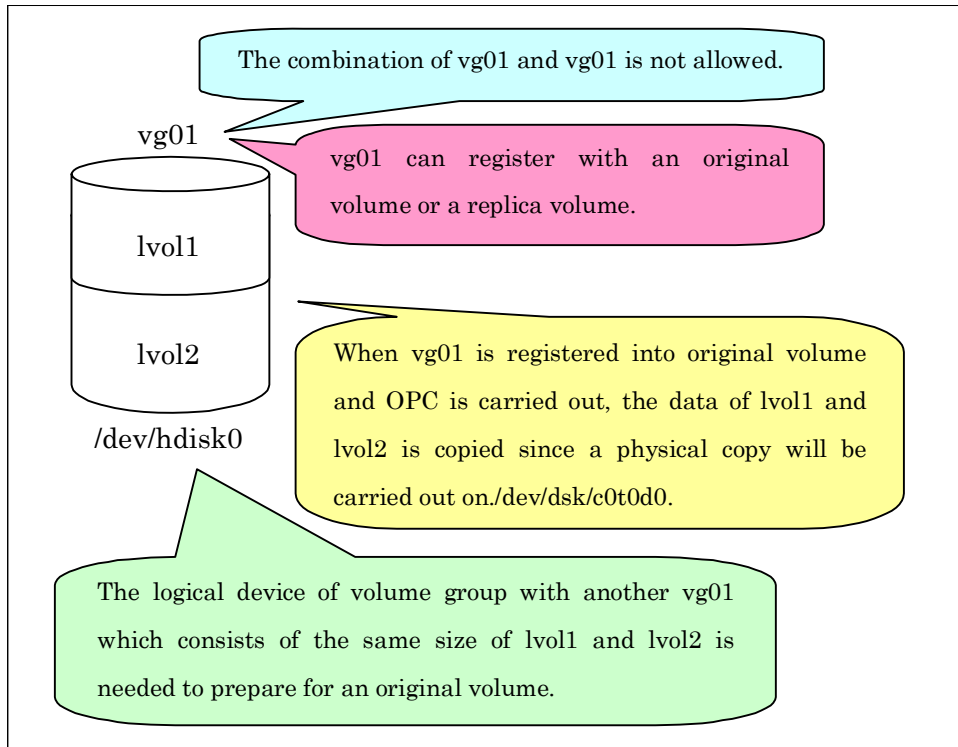 The combination of vg01 and vg01 is not allowed.
vg01
vg01 can register with an original
volume or a replica volume.
lvol1
lvol2
When vg01 is registered into original volume
and OPC is carried out, the data of lvol1 and
lvol2 is copied since a physical copy will be
carried out on./dev/dsk/c0t0d0.
/dev/hdisk0
The logical device of volume group with another vg01
which consists of the same size of lvol1 and lvol2 is
needed to prepare for an original volume.